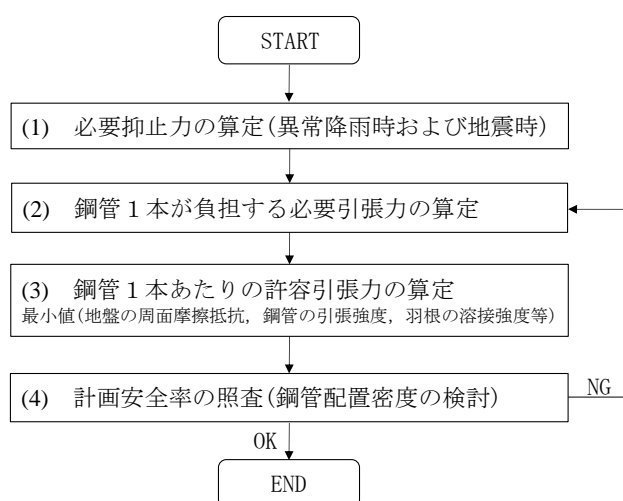 START
(1) 必要抑止力の算定(異常降雨時および地震時)
(2) 鋼管１本が負担する必要引張力の算定
(3) 鋼管１本あたりの許容引張力の算定
最小値(地盤の周面摩擦抵抗，鋼管の引張強度，羽根の溶接強度等)
(4) 計画安全率の照査(鋼管配置密度の検討)
NG
OK
END